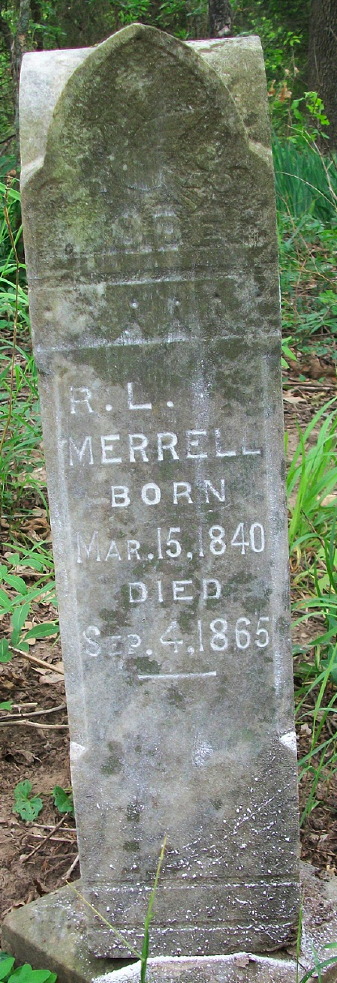 R. L.
MERRELL
BORN
MAR. 15, 1840
DIED
SEP. 4, 1865